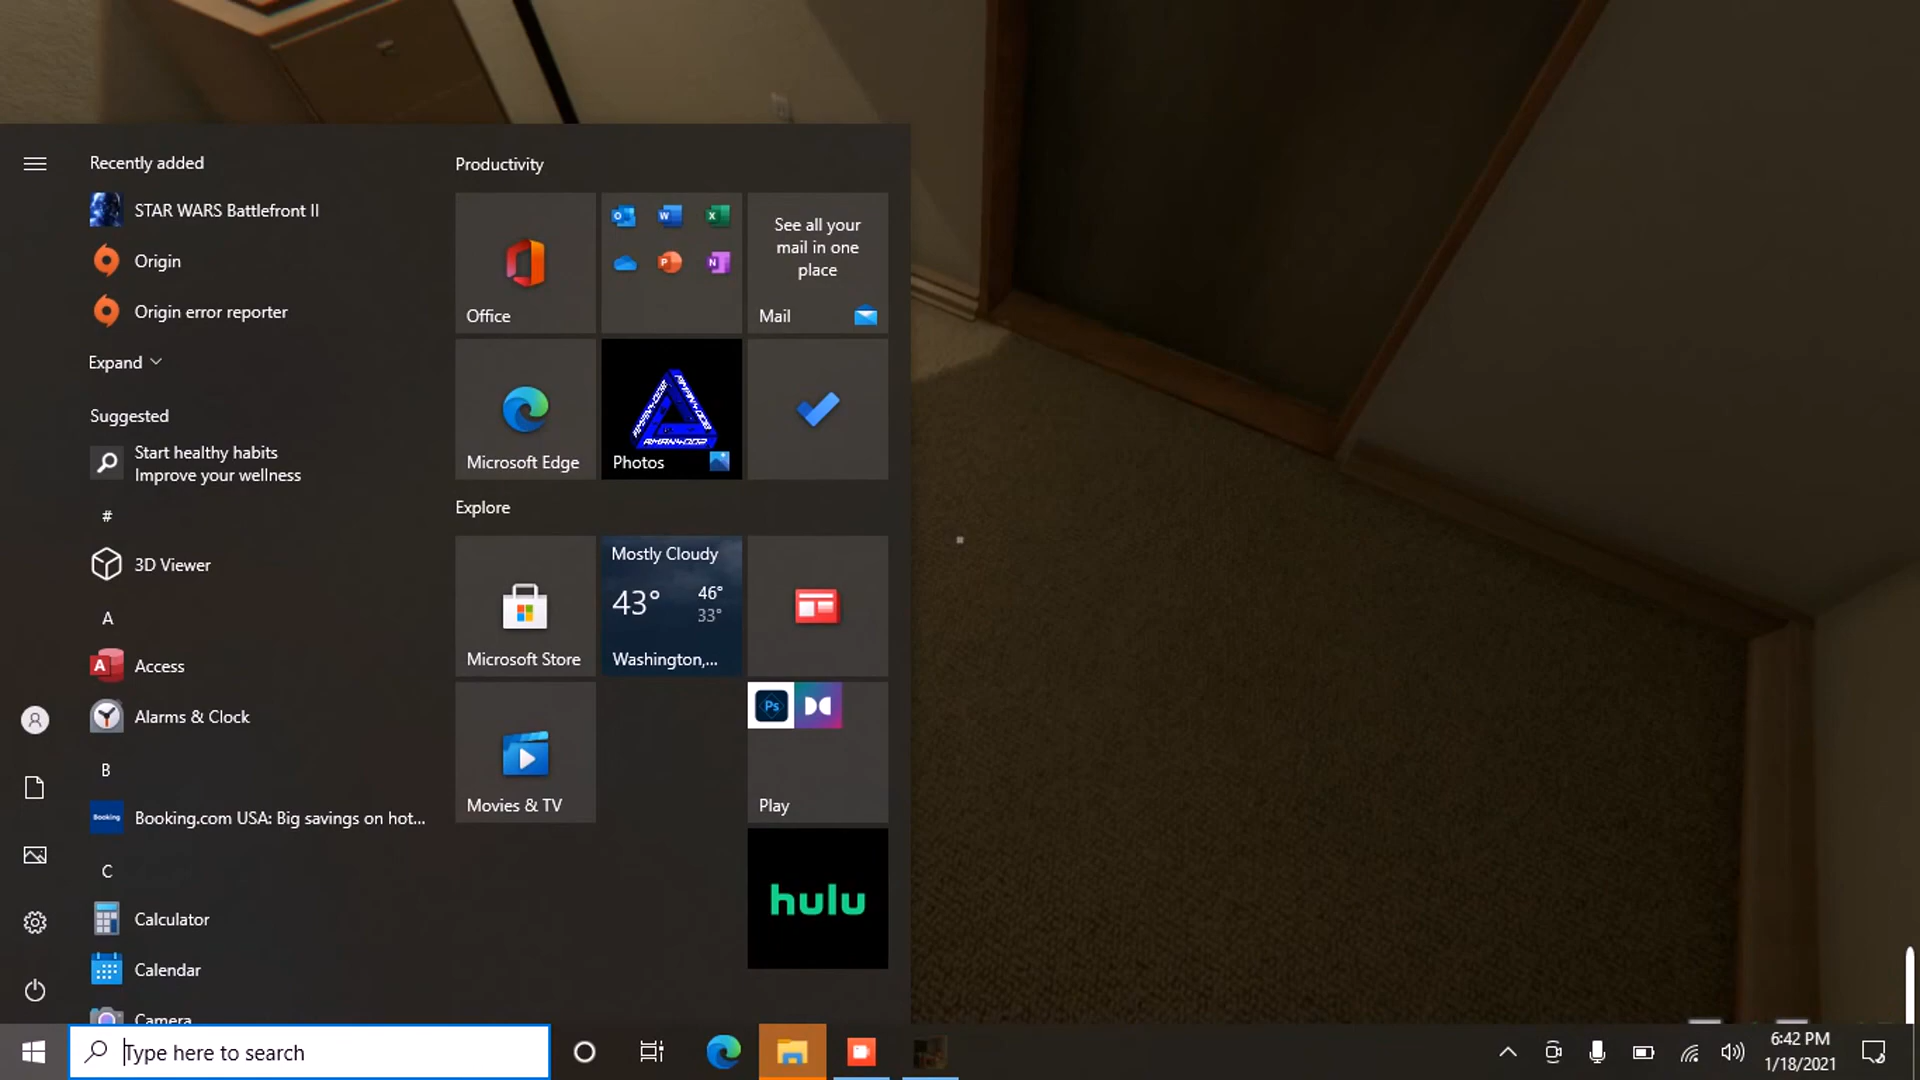 Recently added
STAR WARS Battlefront II
Origin
Origin error reporter
Expand
Suggested
Start healthy habits
Improve your wellness
#
3D Viewer
A
Access
Alarms & Clock
B
Booking
Booking.com USA: Big savings on hot...
C
Calculator
Calendar
Camera
Productivity
Office
See all your
mail in one
place
Mail
Microsoft Edge
AMAN4002
Photos
Explore
Microsoft Store
Mostly Cloudy
43°
46°
33°
Washington,...
Movies & TV
Ps
Play
hulu
Type here to search
6:42 PM
1/18/2021